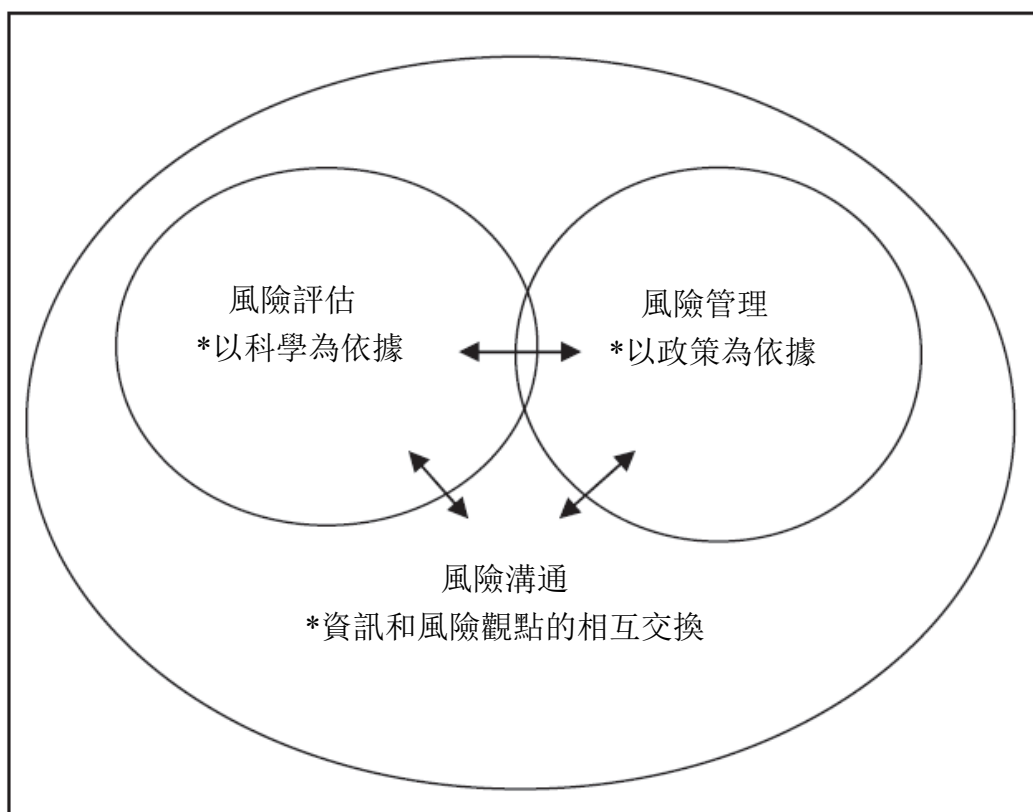 風險評估
*以科學為依據
風險管理
*以政策為依據
風險溝通
*資訊和風險觀點的相互交換